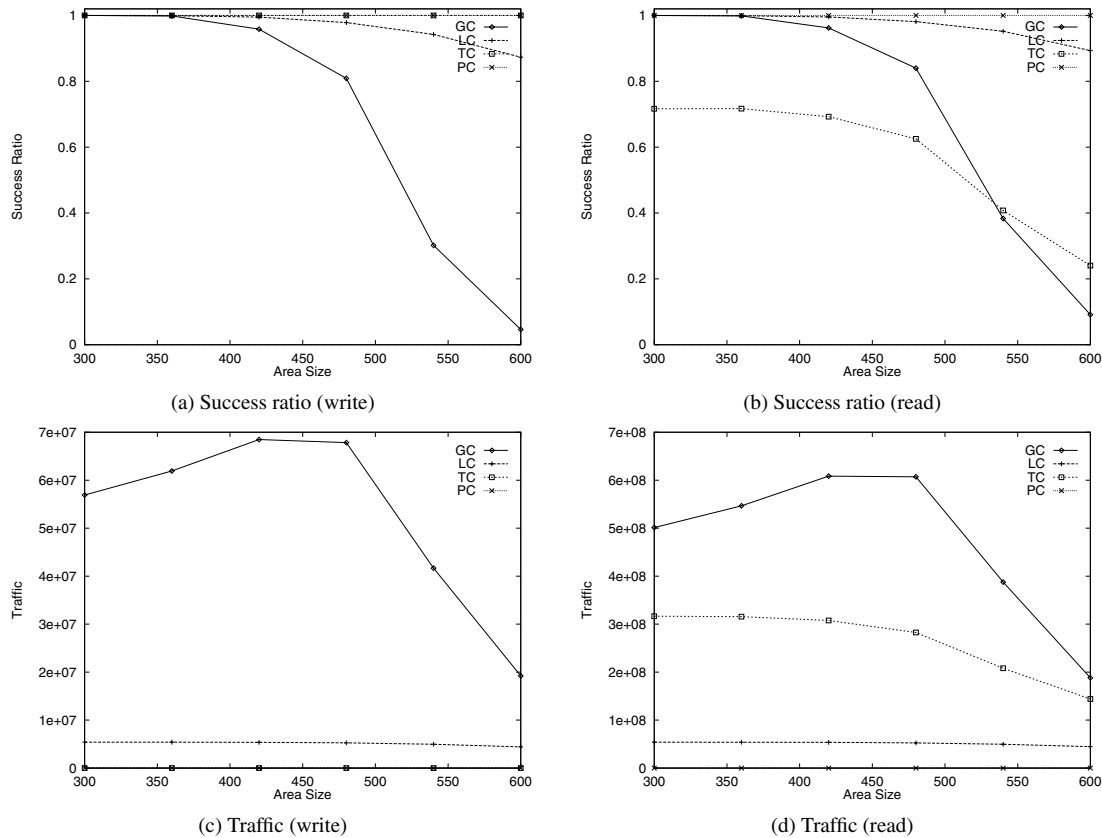 1
0.8
0.6
0.4
0.2
0
Success Ratio
300 350 400 450 500 550 600
Area Size
GC
LC
TC
PC
(a) Success ratio (write)
1
0.8
0.6
0.4
0.2
0
Success Ratio
300 350 400 450 500 550 600
Area Size
GC
LC
TC
PC
(b) Success ratio (read)
7e+07
6e+07
5e+07
4e+07
3e+07
2e+07
1e+07
0
Traffic
300 350 400 450 500 550 600
Area Size
GC
LC
TC
PC
(c) Traffic (write)
7e+08
6e+08
5e+08
4e+08
3e+08
2e+08
1e+08
0
Traffic
300 350 400 450 500 550 600
Area Size
GC
LC
TC
PC
(d) Traffic (read)